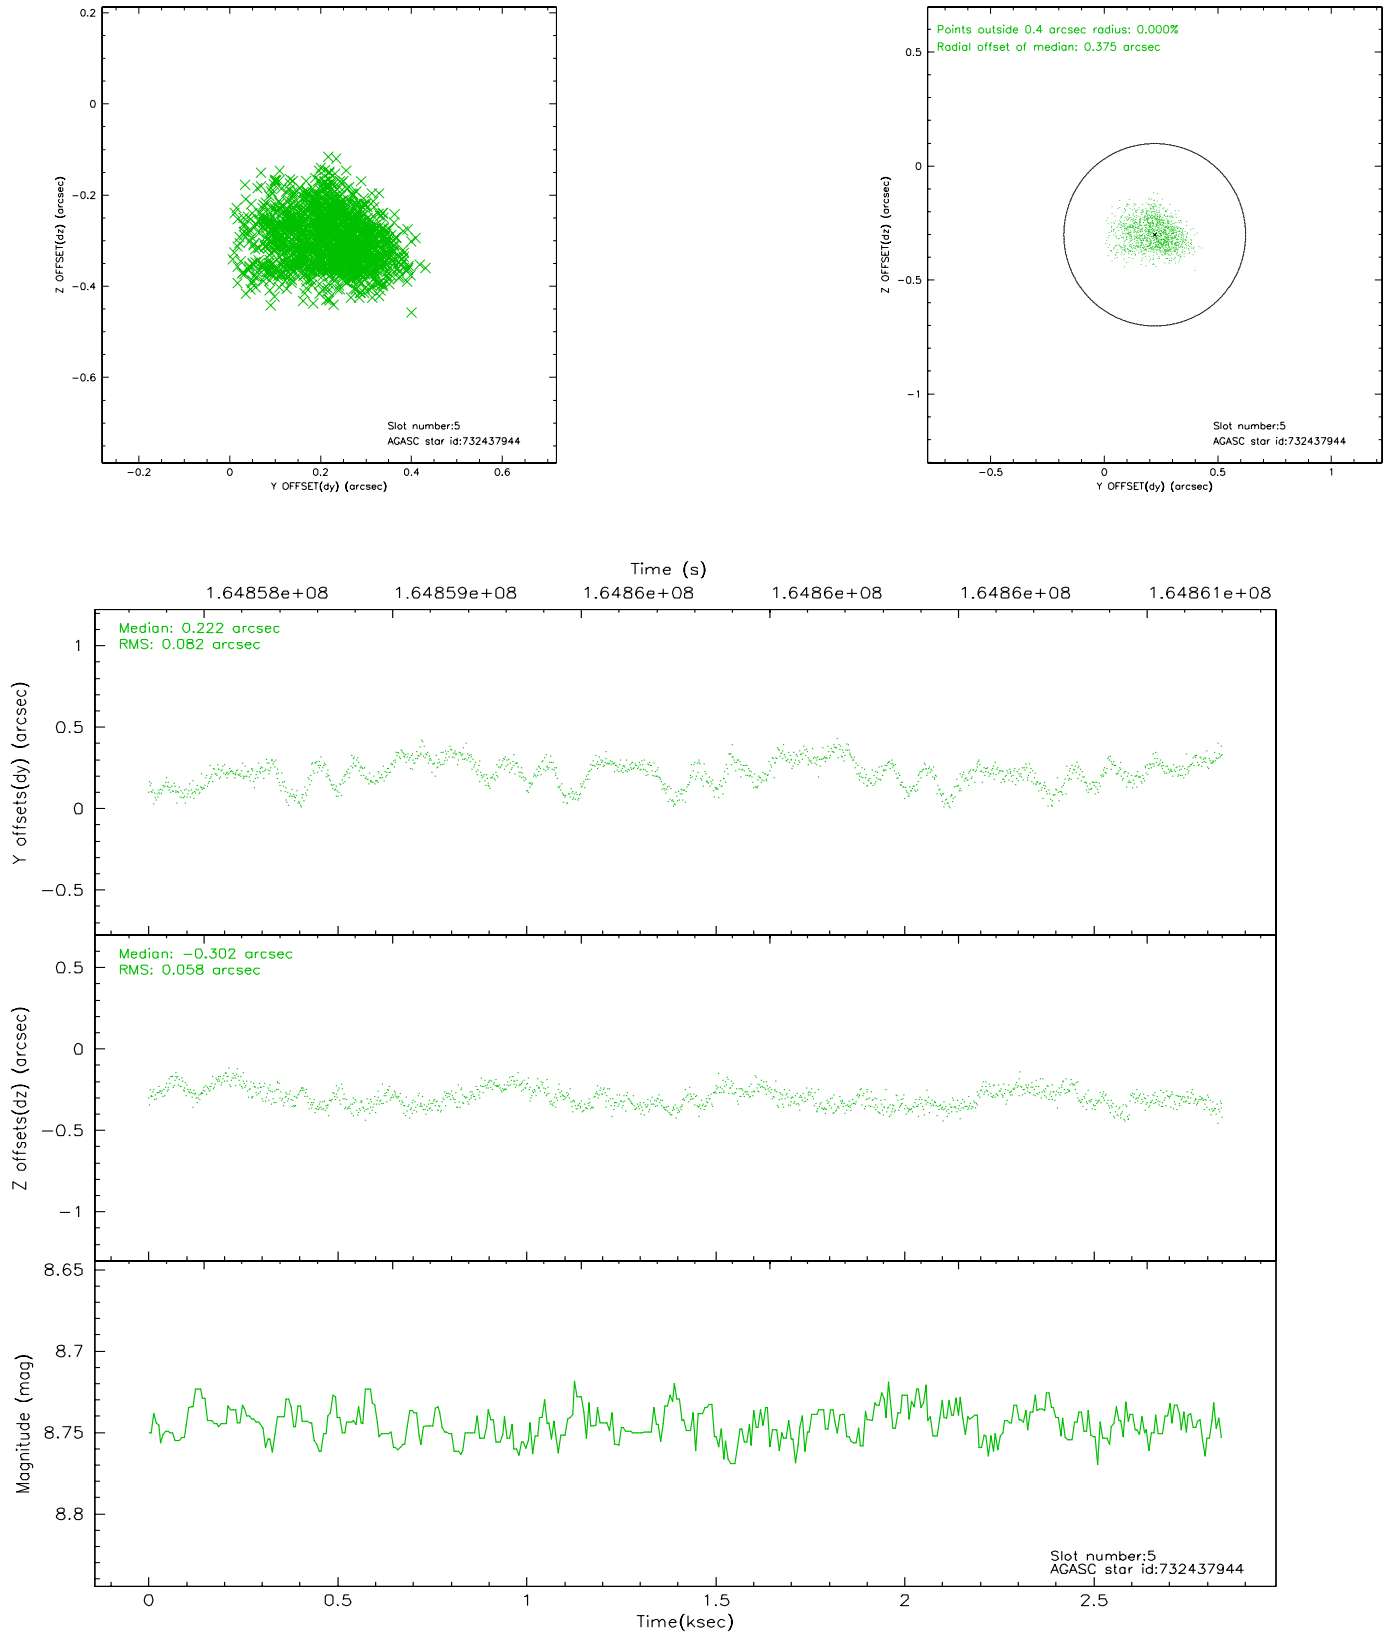 0.2
0
−0.2
−0.4
−0.6
Z OFFSET(dz) (arcsec)
Slot number:5
AGASC star id:732437944
−0.2 0 0.2 0.4 0.6
Y OFFSET(dy) (arcsec)
Points outside 0.4 arcsec radius: 0.000%
Radial offset of median: 0.375 arcsec
0.5
0
−0.5
−1
Z OFFSET(dz) (arcsec)
Slot number:5
AGASC star id:732437944
−0.5 0 0.5 1
Y OFFSET(dy) (arcsec)
Time (s)
1.64858e+08 1.64859e+08 1.6486e+08 1.6486e+08 1.6486e+08 1.64861e+08
Median: 0.222 arcsec
RMS: 0.082 arcsec
1
0.5
0
−0.5
Y offsets(dy) (arcsec)
Median: −0.302 arcsec
RMS: 0.058 arcsec
0.5
0
−0.5
−1
Z offsets(dz) (arcsec)
8.65
8.7
8.75
8.8
Magnitude (mag)
Slot number:5
AGASC star id:732437944
0 0.5 1 1.5 2 2.5
Time(ksec)